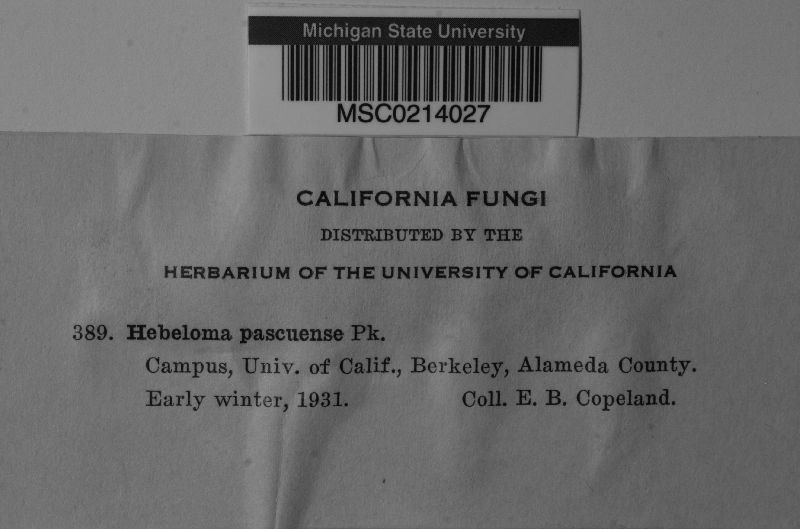 Michigan State University
MSC0214027
CALIFORNIA FUNGI
DISTRIBUTED BY THE
HERBARIUM OF THE UNIVERSITY OF CALIFORNIA
389. Hebeloma pascuense Pk.
Campus, Univ. of Calif., Berkeley, Alameda County.
Early winter, 1931. Coll. E. B. Copeland.